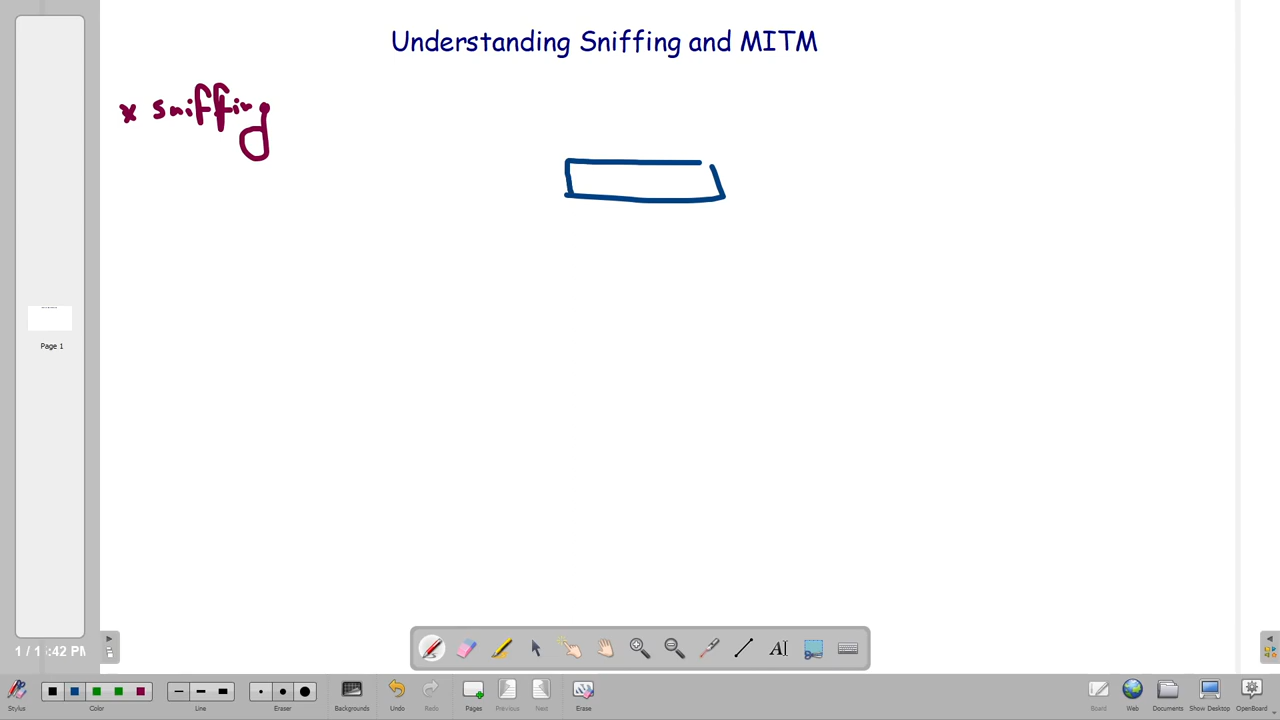 Understanding Sniffing and MITM
* sniffing
Page 1
Stylus
Color
Line
Eraser
Backgrounds
Undo
Redo
Pages
Previous
Next
Erase
Board
Web
Documents
Show Desktop
OpenBoard